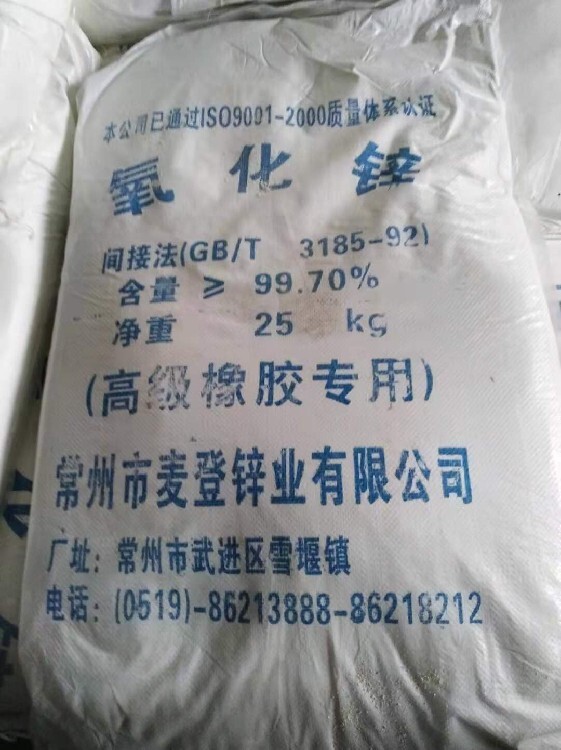 本公司已通过ISO9001-2000质量体系认证
氧化锌
间接法(GB/T 3185-92)
含量 ≥ 99.70%
净重 25 kg
(高级橡胶专用)
常州市麦登锌业有限公司
厂址：常州市武进区雪堰镇
电话：(0519)-86213888-86218212